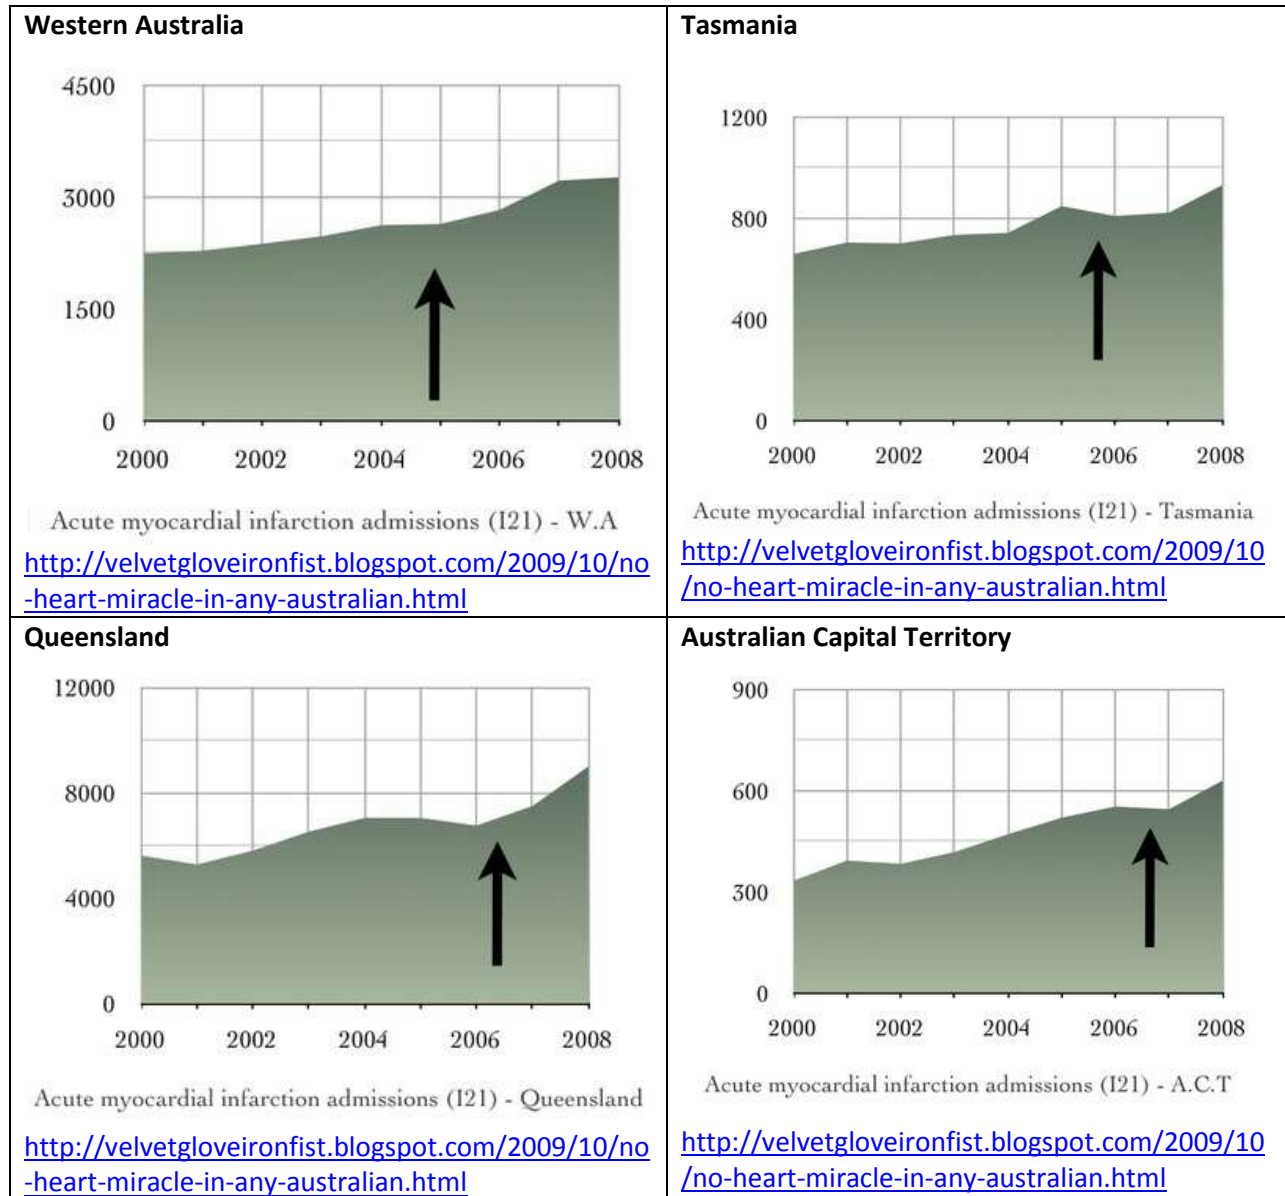 Western Australia
4500
3000
1500
0
2000 2002 2004 2006 2008
Acute myocardial infarction admissions (I21) - W.A
http://velvetgloveironfist.blogspot.com/2009/10/no
-heart-miracle-in-any-australian.html
Tasmania
1200
800
400
0
2000 2002 2004 2006 2008
Acute myocardial infarction admissions (I21) - Tasmania
http://velvetgloveironfist.blogspot.com/2009/10
/no-heart-miracle-in-any-australian.html
Queensland
12000
8000
4000
0
2000 2002 2004 2006 2008
Acute myocardial infarction admissions (I21) - Queensland
http://velvetgloveironfist.blogspot.com/2009/10/no
-heart-miracle-in-any-australian.html
Australian Capital Territory
900
600
300
0
2000 2002 2004 2006 2008
Acute myocardial infarction admissions (I21) - A.C.T
http://velvetgloveironfist.blogspot.com/2009/10
/no-heart-miracle-in-any-australian.html